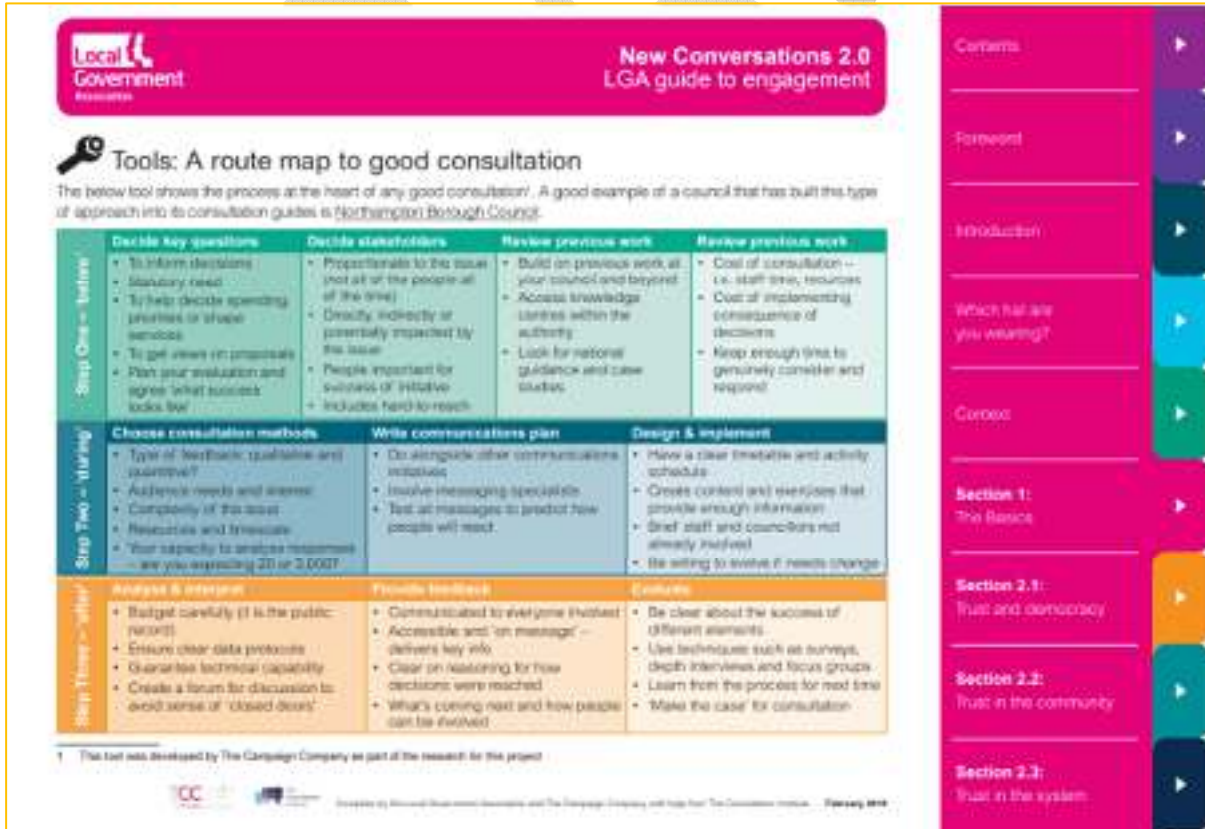 Local
Government
Association
New Conversations 2.0
LGA guide to engagement
Tools: A route map to good consultation
The below tool shows the process at the heart of any good consultation¹. A good example of a council that has built this type
of approach into its consultation guides is Northampton Borough Council.
Step One – 'before'
Decide key questions
• To inform decisions
• Statutory need
• To help decide spending
priorities or shape
services
• To get views on proposals
• Plan your evaluation and
agree 'what success
looks like'
Decide stakeholders
• Proportionate to the issue
(not all of the people all
of the time)
• Directly, indirectly or
potentially impacted by
the issue
• People important for
success of initiative
• Includes hard-to-reach
Review previous work
• Build on previous work at
your council and beyond
• Access knowledge
centres within the
authority
• Look for national
guidance and case
studies
Review previous work
• Cost of consultation –
i.e. staff time, resources
• Cost of implementing
consequence of
decisions
• Keep enough time to
genuinely consider and
respond
Step Two – 'during'
Choose consultation methods
• Type of feedback: qualitative and
quantitive?
• Audience needs and interest
• Complexity of the issue
• Resources and timescale
• Your capacity to analyse responses
– are you expecting 20 or 2,000?
Write communications plan
• Do alongside other communications
initiatives
• Involve messaging specialists
• Test all messages to predict how
people will react
Design & implement
• Have a clear timetable and activity
schedule
• Create content and exercises that
provide enough information
• Brief staff and councillors not
already involved
• Be willing to evolve if needs change
Step Three – 'after'
Analyse & interpret
• Budget carefully (it is the public
record)
• Ensure clear data protocols
• Guarantee technical capability
• Create a forum for discussion to
avoid sense of 'closed doors'
Provide feedback
• Communicated to everyone involved
• Accessible and 'on message' –
delivers key info
• Clear on reasoning for how
decisions were reached
• What's coming next and how people
can be involved
Evaluate
• Be clear about the success of
different elements
• Use techniques such as surveys,
depth interviews and focus groups
• Learn from the process for next time
• 'Make the case' for consultation
1 This tool was developed by The Campaign Company as part of the research for this project
CC
Compiled by the Local Government Association and The Campaign Company, with help from The Consultation Institute February
Contents
Foreword
Introduction
Which hat are
you wearing?
Context
Section 1:
The Basics
Section 2.1:
Trust and democracy
Section 2.2:
Trust in the community
Section 2.3:
Trust in the system